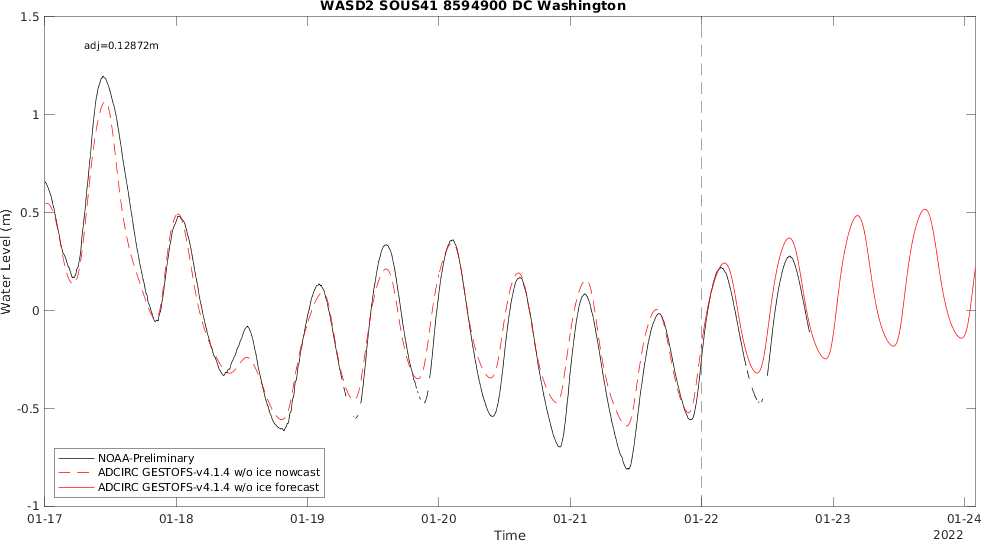 WASD2 SOUS41 8594900 DC Washington
1.5
adj=0.12872m
1
0.5
Water Level (m)
0
-0.5
NOAA-Preliminary
ADCIRC GESTOFS-v4.1.4 w/o ice nowcast
ADCIRC GESTOFS-v4.1.4 w/o ice forecast
-1
01-17 01-18 01-19 01-20 01-21 01-22 01-23 01-24
Time
2022